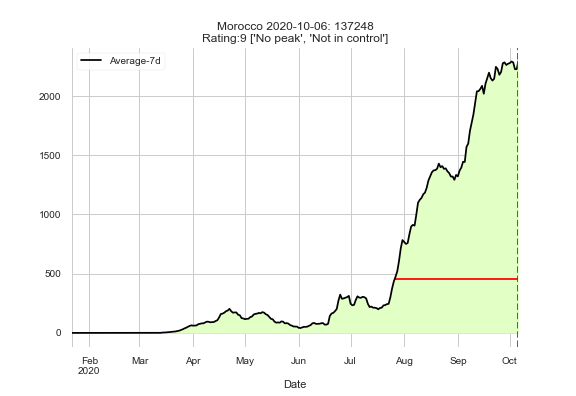 Morocco 2020-10-06: 137248
Rating:9 ['No peak', 'Not in control']
Average-7d
2000
1500
1000
500
0
Feb Mar Apr May Jun Jul Aug Sep Oct
2020
Date